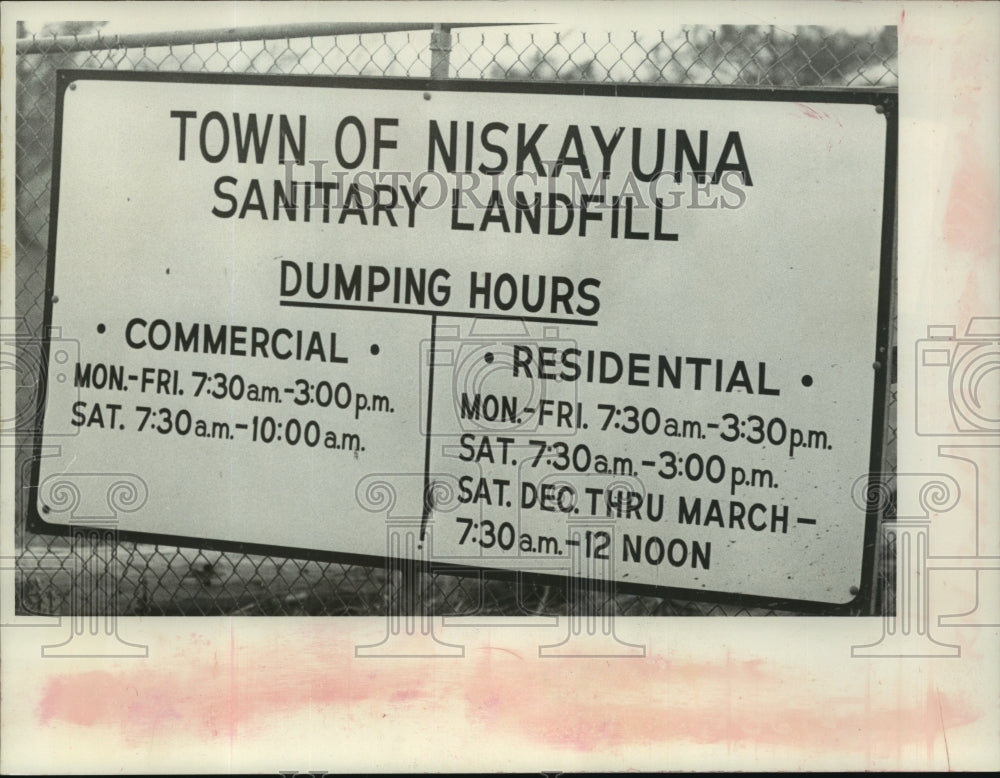 TOWN OF NISKAYUNA
SANITARY LANDFILL
HISTORIC IMAGES
DUMPING HOURS
• COMMERCIAL •
MON.-FRI. 7:30 a.m.-3:00 p.m.
SAT. 7:30 a.m.-10:00 a.m.
• RESIDENTIAL •
MON.-FRI. 7:30 a.m.-3:30 p.m.
SAT. 7:30 a.m.-3:00 p.m.
SAT. DEC. THRU MARCH –
7:30 a.m.-12 NOON